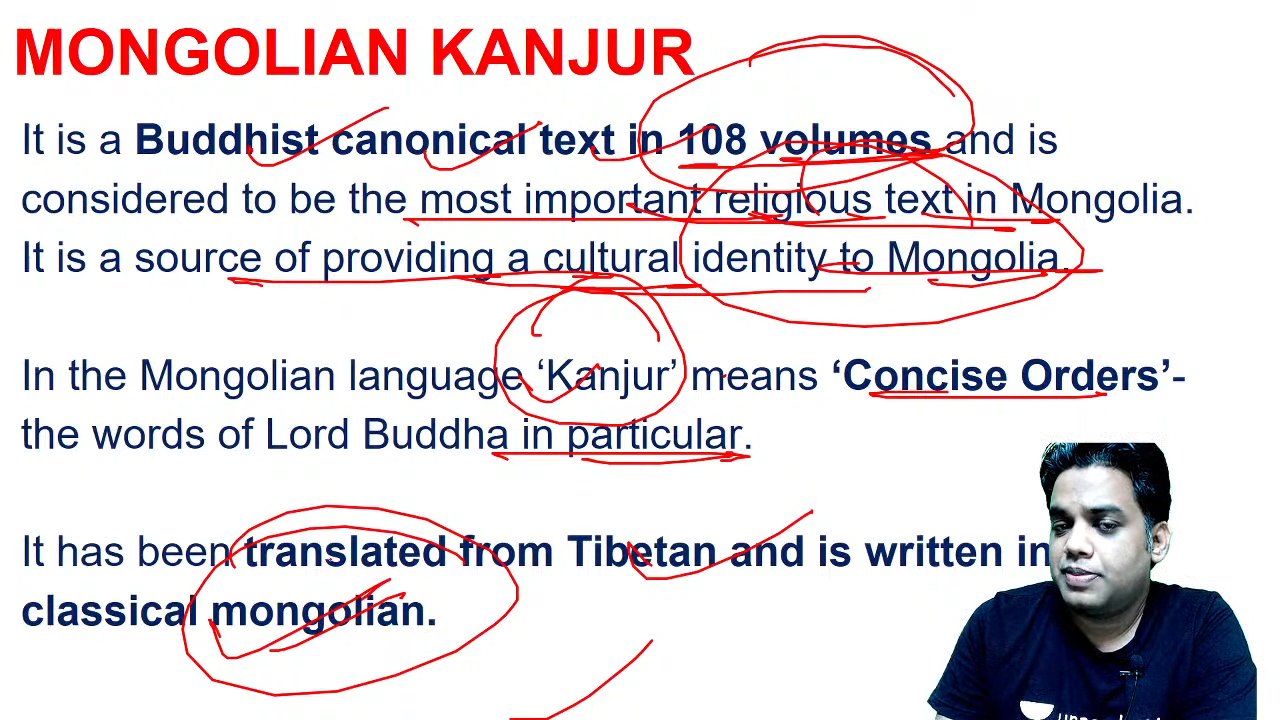 MONGOLIAN KANJUR
It is a Buddhist canonical text in 108 volumes and is
considered to be the most important religious text in Mongolia.
It is a source of providing a cultural identity to Mongolia.
In the Mongolian language ‘Kanjur’ means ‘Concise Orders’-
the words of Lord Buddha in particular.
It has been translated from Tibetan and is written in
classical mongolian.